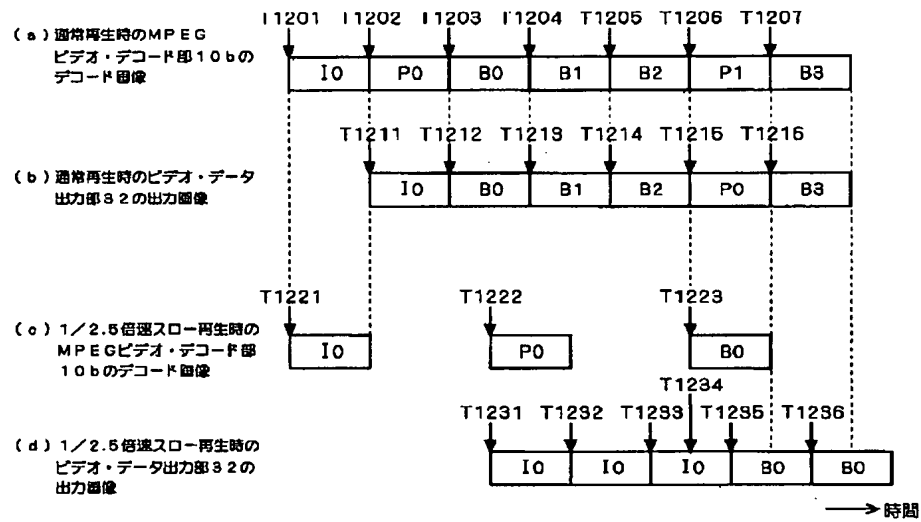 T1201 T1202 T1203 T1204 T1205 T1206 T1207
(a)通常再生時のMPEG
ビデオ・デコード部10bの
デコード画像
I0 P0 B0 B1 B2 P1 B3
T1211 T1212 T1213 T1214 T1215 T1216
(b)通常再生時のビデオ・データ
出力部32の出力画像
I0 B0 B1 B2 P0 B3
T1221 T1222 T1223
(c)1/2.5倍速スロー再生時の
MPEGビデオ・デコード部
10bのデコード画像
I0 P0 B0
T1234
T1231 T1232 T1233 T1235 T1236
(d)1/2.5倍速スロー再生時の
ビデオ・データ出力部32の
出力画像
I0 I0 I0 B0 B0
時間